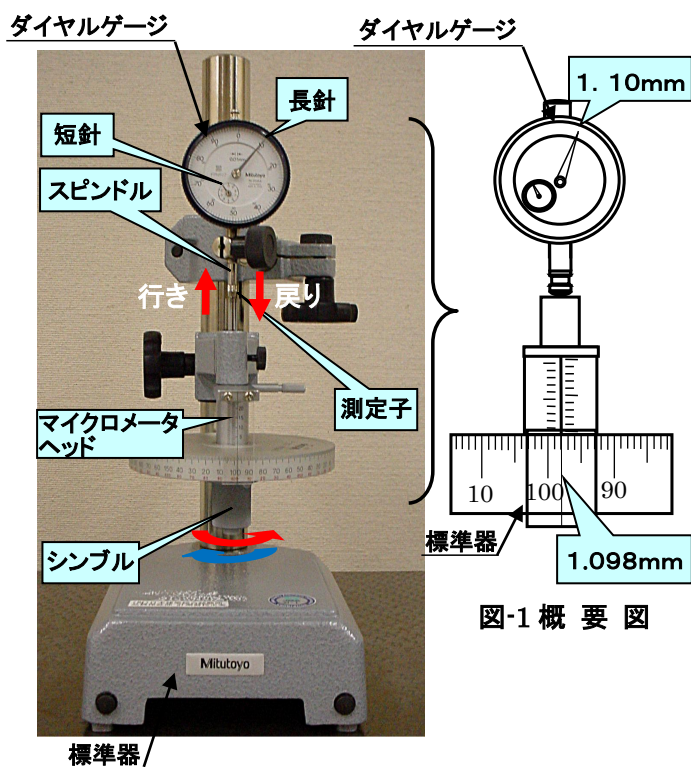 ダイヤルゲージ
長針
短針
スピンドル
行き
戻り
測定子
マイクロメータ
ヘッド
シンブル
Mitutoyo
標準器
ダイヤルゲージ
1.10mm
10
100
90
標準器
1.098mm
図-1 概 要 図